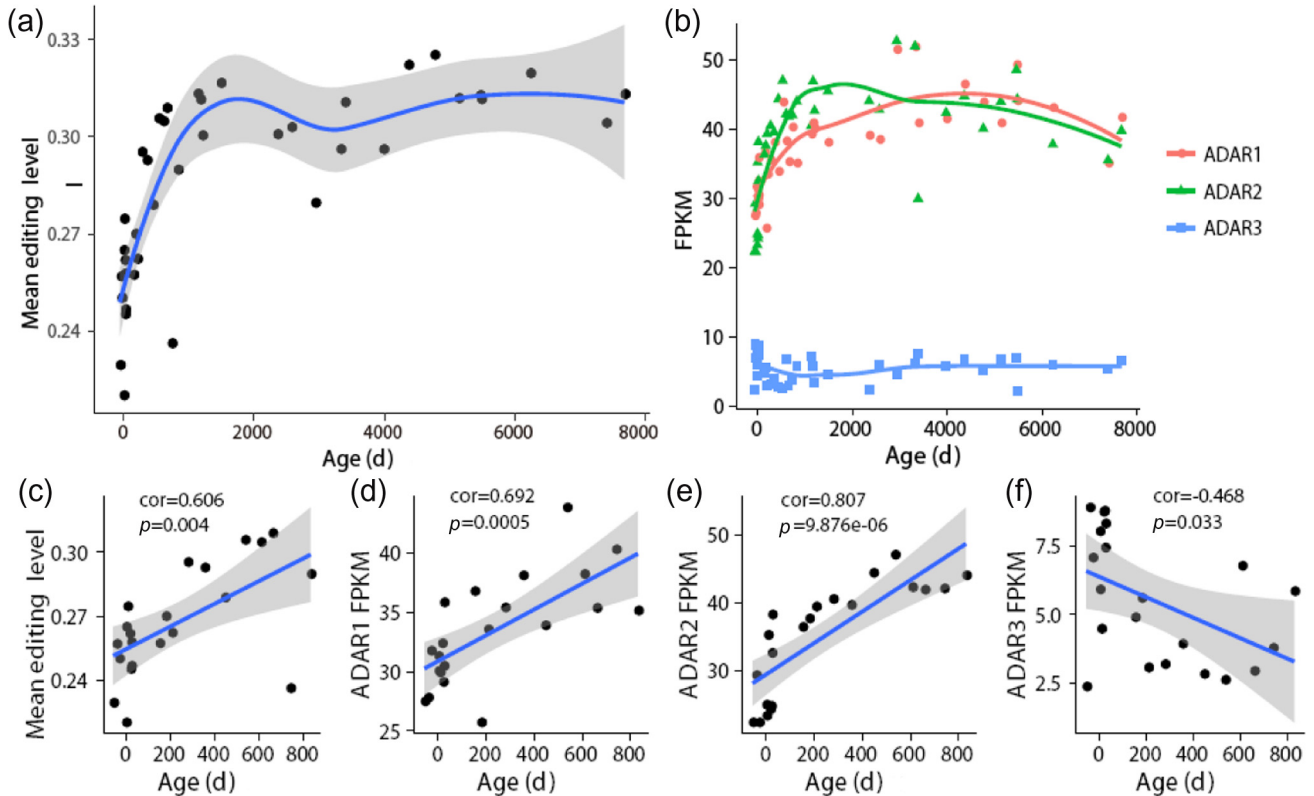 (a)
Mean editing level
0.33
0.30
0.27
0.24
0
2000
4000
6000
8000
Age (d)
(b)
FPKM
50
40
30
20
10
0
0
2000
4000
6000
8000
Age (d)
ADAR1
ADAR2
ADAR3
(c)
cor=0.606
p=0.004
Mean editing level
0.30
0.27
0.24
0
200
400
600
800
Age (d)
(d)
cor=0.692
p=0.0005
ADAR1 FPKM
40
35
30
25
0
200
400
600
800
Age (d)
(e)
cor=0.807
p=9.876e-06
ADAR2 FPKM
50
40
30
0
200
400
600
800
Age (d)
(f)
cor=-0.468
p=0.033
ADAR3 FPKM
7.5
5.0
2.5
0
200
400
600
800
Age (d)